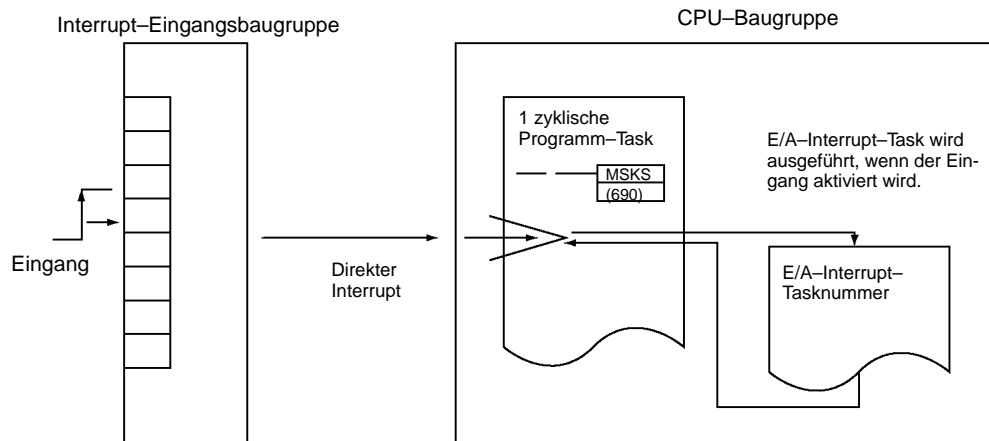 Interrupt–Eingangsbaugruppe
CPU–Baugruppe
1 zyklische
Programm–Task
MSKS
(690)
E/A–Interrupt–Task wird
ausgeführt, wenn der Ein-
gang aktiviert wird.
Eingang
Direkter
Interrupt
E/A–Interrupt–
Tasknummer